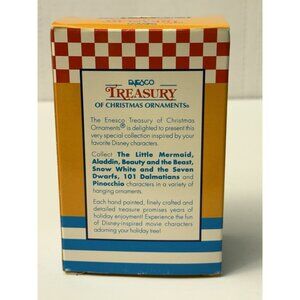 ENESCO
TREASURY
OF CHRISTMAS ORNAMENTS®
The Enesco Treasury of Christmas
Ornaments® is delighted to present this
very special collection inspired by your
favorite Disney characters.
Collect The Little Mermaid,
Aladdin, Beauty and the Beast,
Snow White and the Seven
Dwarfs, 101 Dalmatians and
Pinocchio characters in a variety of
hanging ornaments.
Each hand painted, finely crafted and
detailed treasure promises years of
holiday enjoyment! Experience the fun
of Disney-inspired movie characters
adorning your holiday tree!